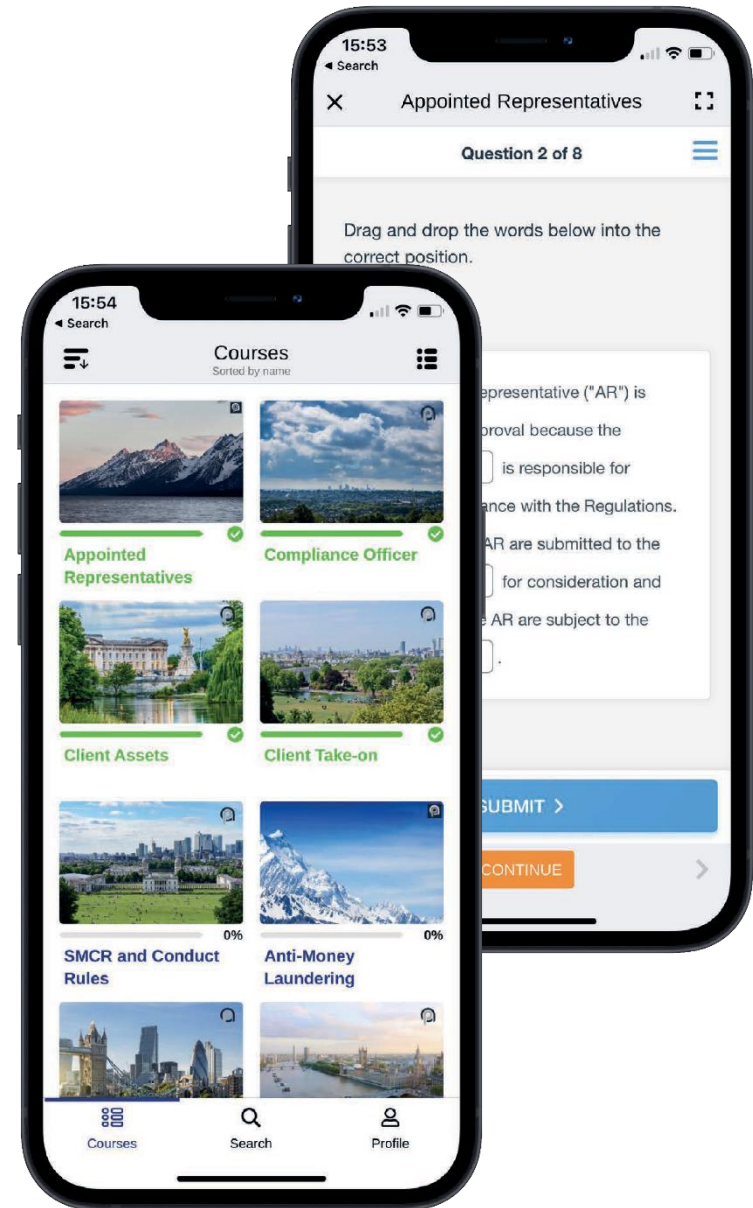 15:53
Search
Appointed Representatives
Question 2 of 8
Drag and drop the words below into the
correct position.
epresentative ("AR") is
proval because the
is responsible for
ance with the Regulations.
AR are submitted to the
for consideration and
AR are subject to the
.
SUBMIT >
CONTINUE
15:54
Search
Courses
Sorted by name
Appointed
Representatives
Compliance Officer
Client Assets
Client Take-on
0%
0%
SMCR and Conduct
Rules
Anti-Money
Laundering
Courses
Search
Profile